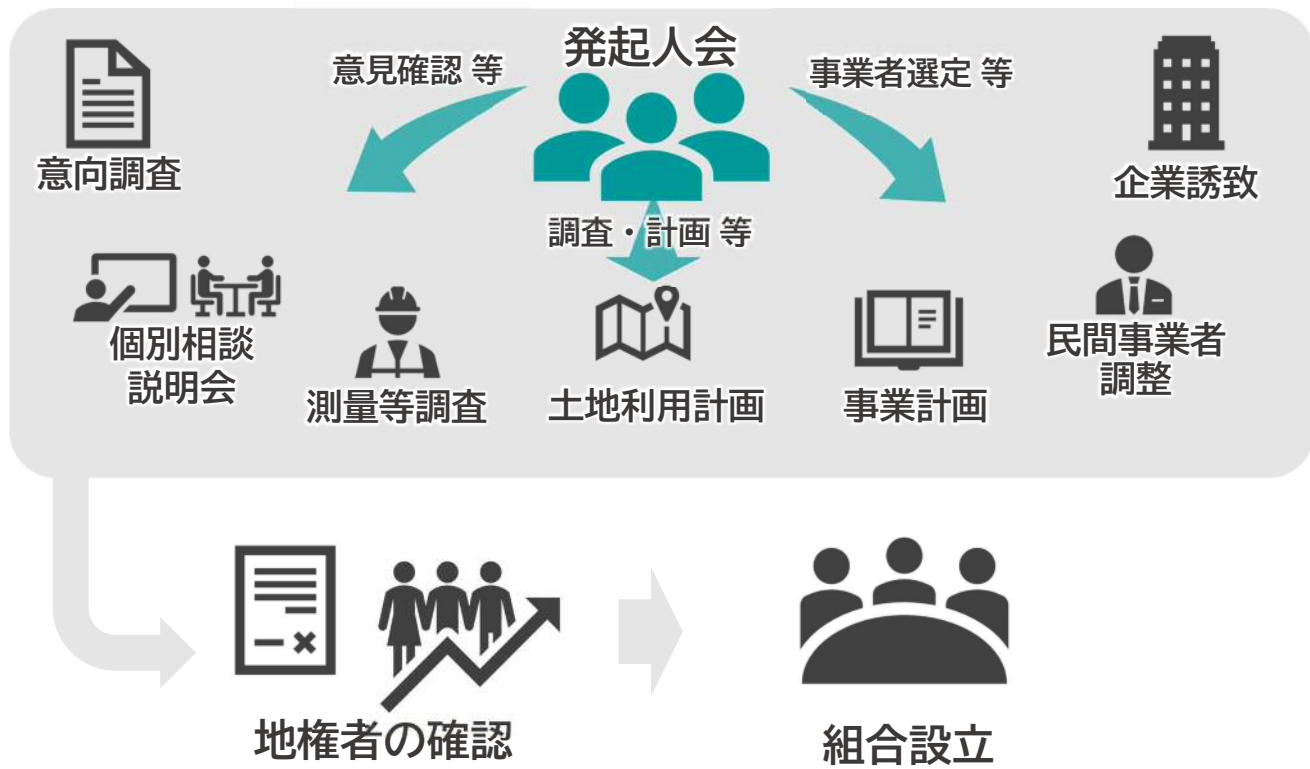 発起人会
意見確認 等
事業者選定 等
意向調査
企業誘致
調査・計画 等
個別相談
説明会
測量等調査
土地利用計画
事業計画
民間事業者
調整
地権者の確認
組合設立